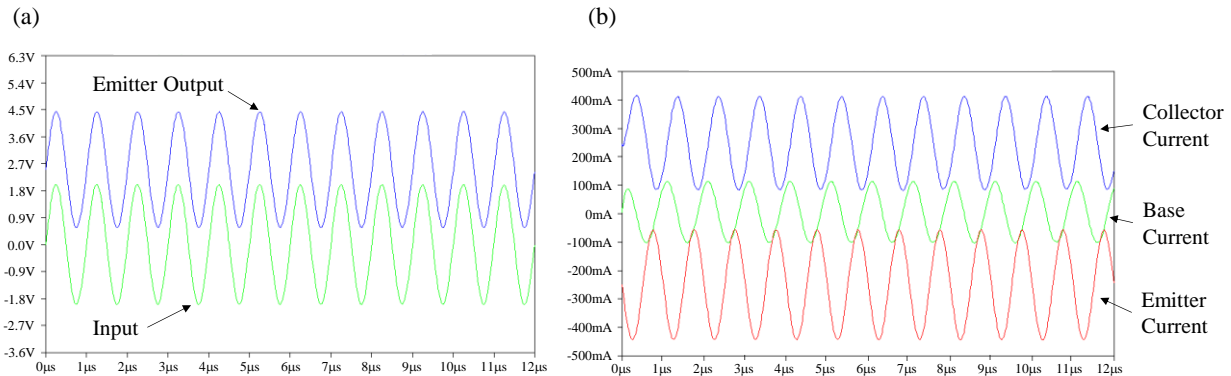 (a)
6.3V
5.4V
4.5V
3.6V
2.7V
1.8V
0.9V
0.0V
-0.9V
-1.8V
-2.7V
-3.6V
Emitter Output
Input
0µs 1µs 2µs 3µs 4µs 5µs 6µs 7µs 8µs 9µs 10µs 11µs 12µs
(b)
500mA
400mA
300mA
200mA
100mA
0mA
-100mA
-200mA
-300mA
-400mA
-500mA
Collector
Current
Base
Current
Emitter
Current
0µs 1µs 2µs 3µs 4µs 5µs 6µs 7µs 8µs 9µs 10µs 11µs 12µs